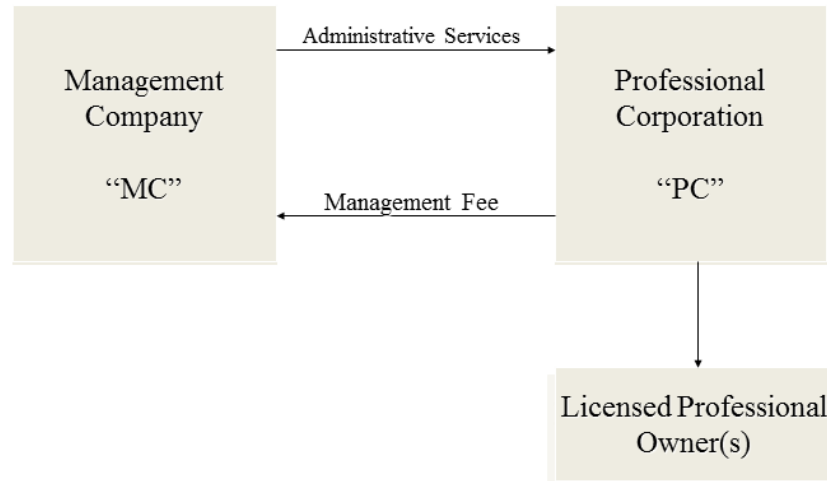 Administrative Services
Management
Company
“MC”
Professional
Corporation
“PC”
Management Fee
Licensed Professional
Owner(s)